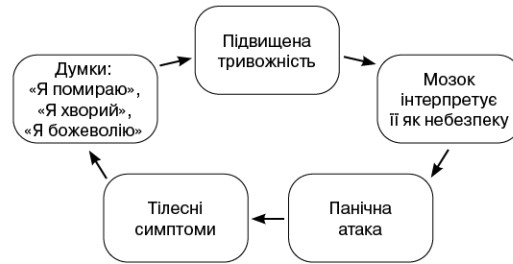 Підвищена
тривожність
Мозок
інтерпретує
її як небезпеку
Панічна
атака
Тілесні
симптоми
Думки:
«Я помираю»,
«Я хворий»,
«Я божеволію»